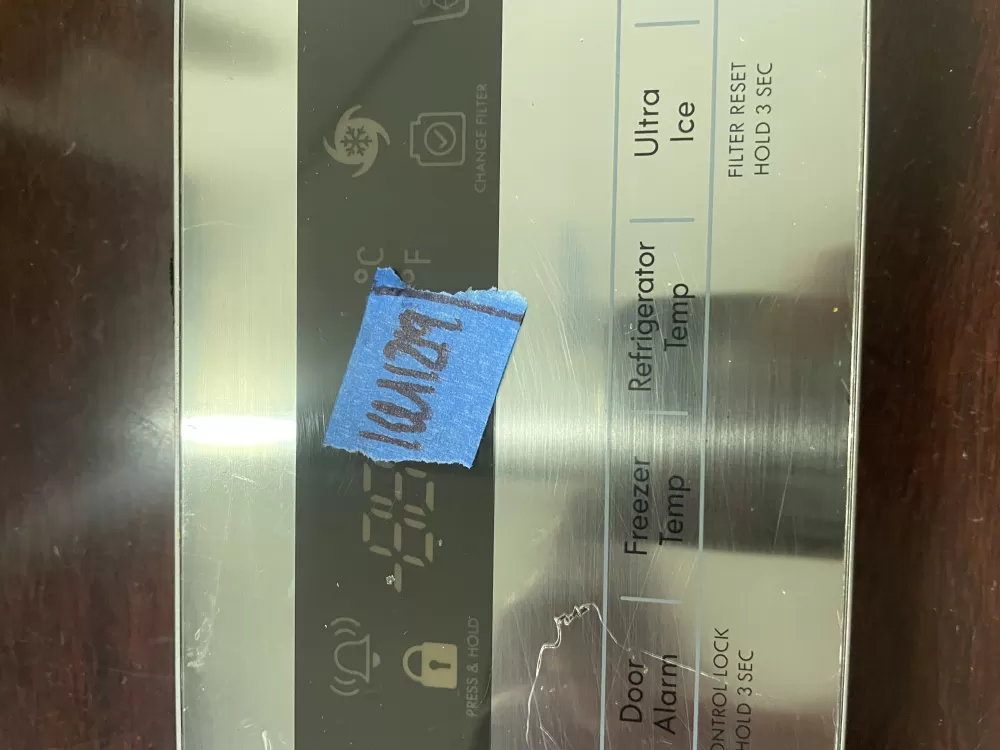 °C
°F
CHANGE FILTER
PRESS & HOLD
Ultra
Ice
Refrigerator
Temp
Freezer
Temp
Door
Alarm
FILTER RESET
HOLD 3 SEC
ONTROL LOCK
HOLD 3 SEC